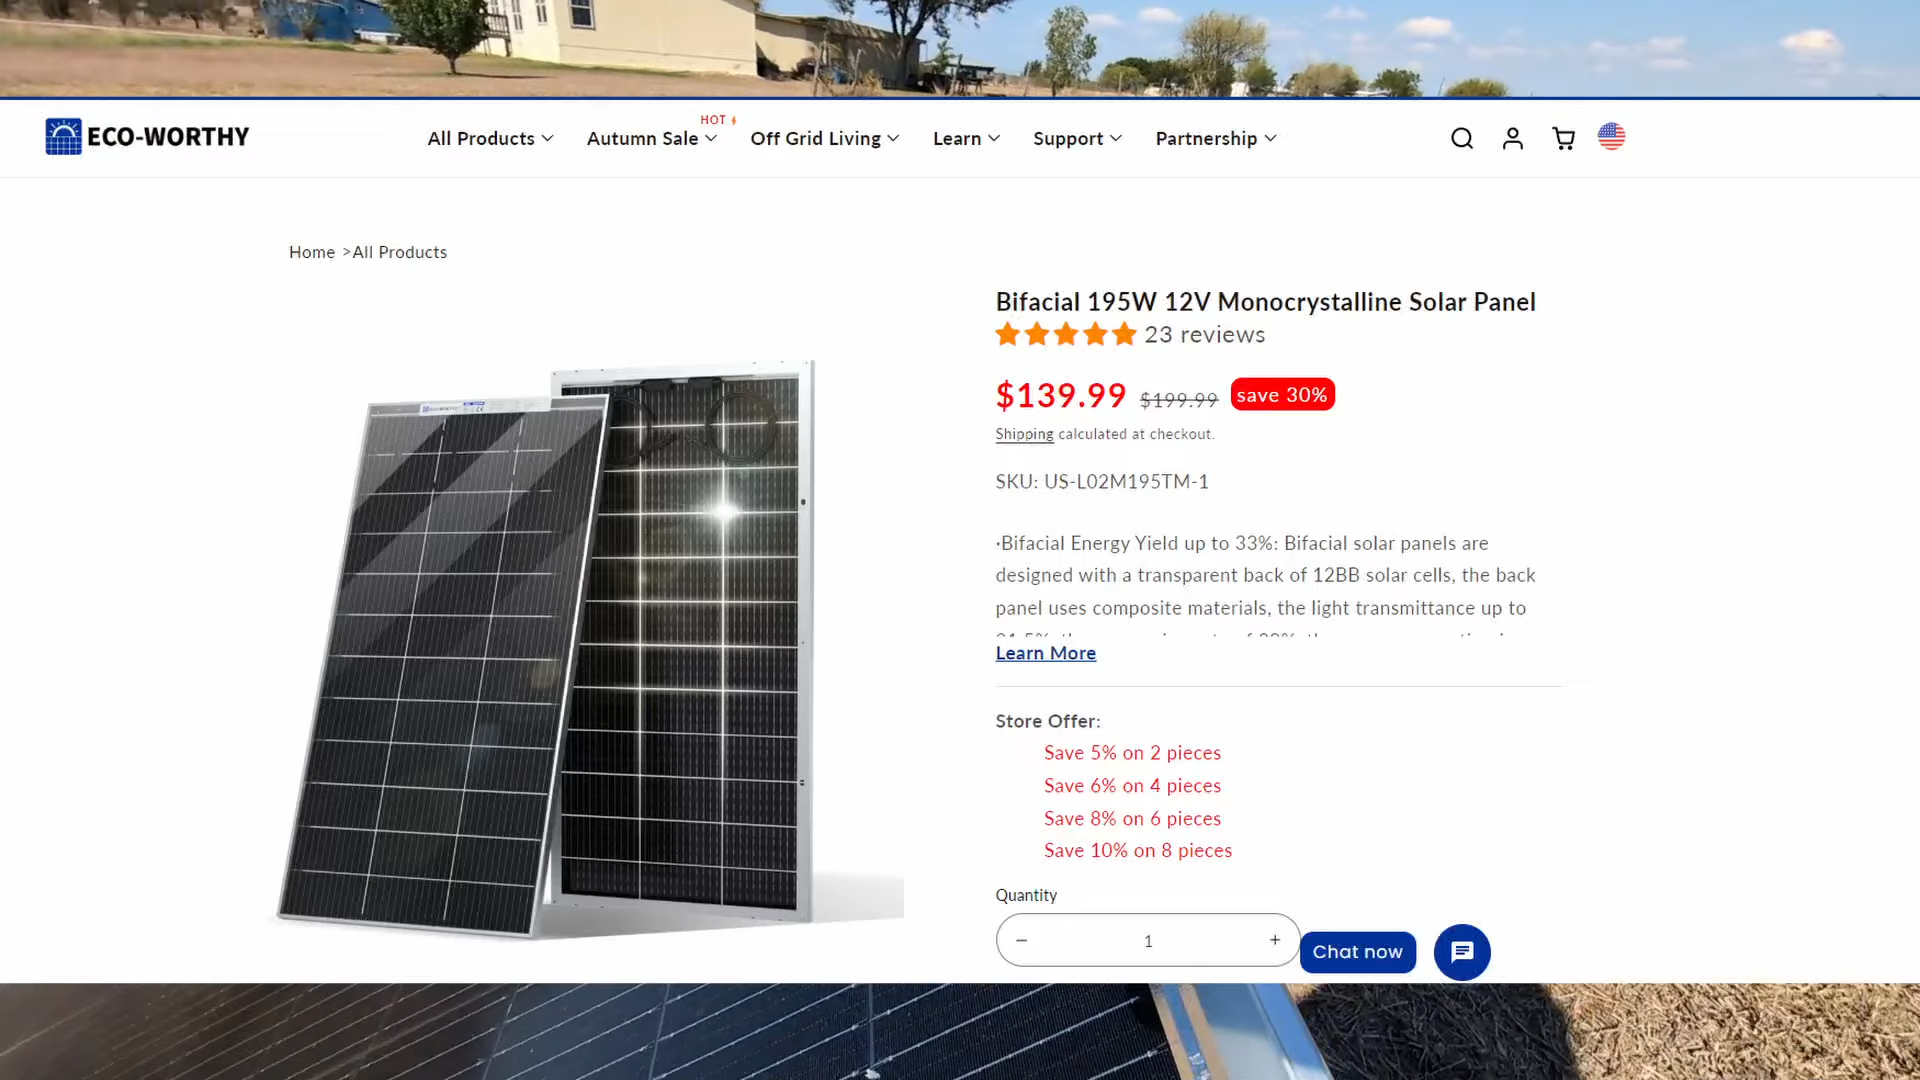 ECO-WORTHY
All Products
HOT
Autumn Sale
Off Grid Living
Learn
Support
Partnership
Home >All Products
Bifacial 195W 12V Monocrystalline Solar Panel
23 reviews
$139.99 $199.99 save 30%
Shipping calculated at checkout.
SKU: US-L02M195TM-1
·Bifacial Energy Yield up to 33%: Bifacial solar panels are
designed with a transparent back of 12BB solar cells, the back
panel uses composite materials, the light transmittance up to
Learn More
Store Offer:
Save 5% on 2 pieces
Save 6% on 4 pieces
Save 8% on 6 pieces
Save 10% on 8 pieces
Quantity
− 1 +
Chat now